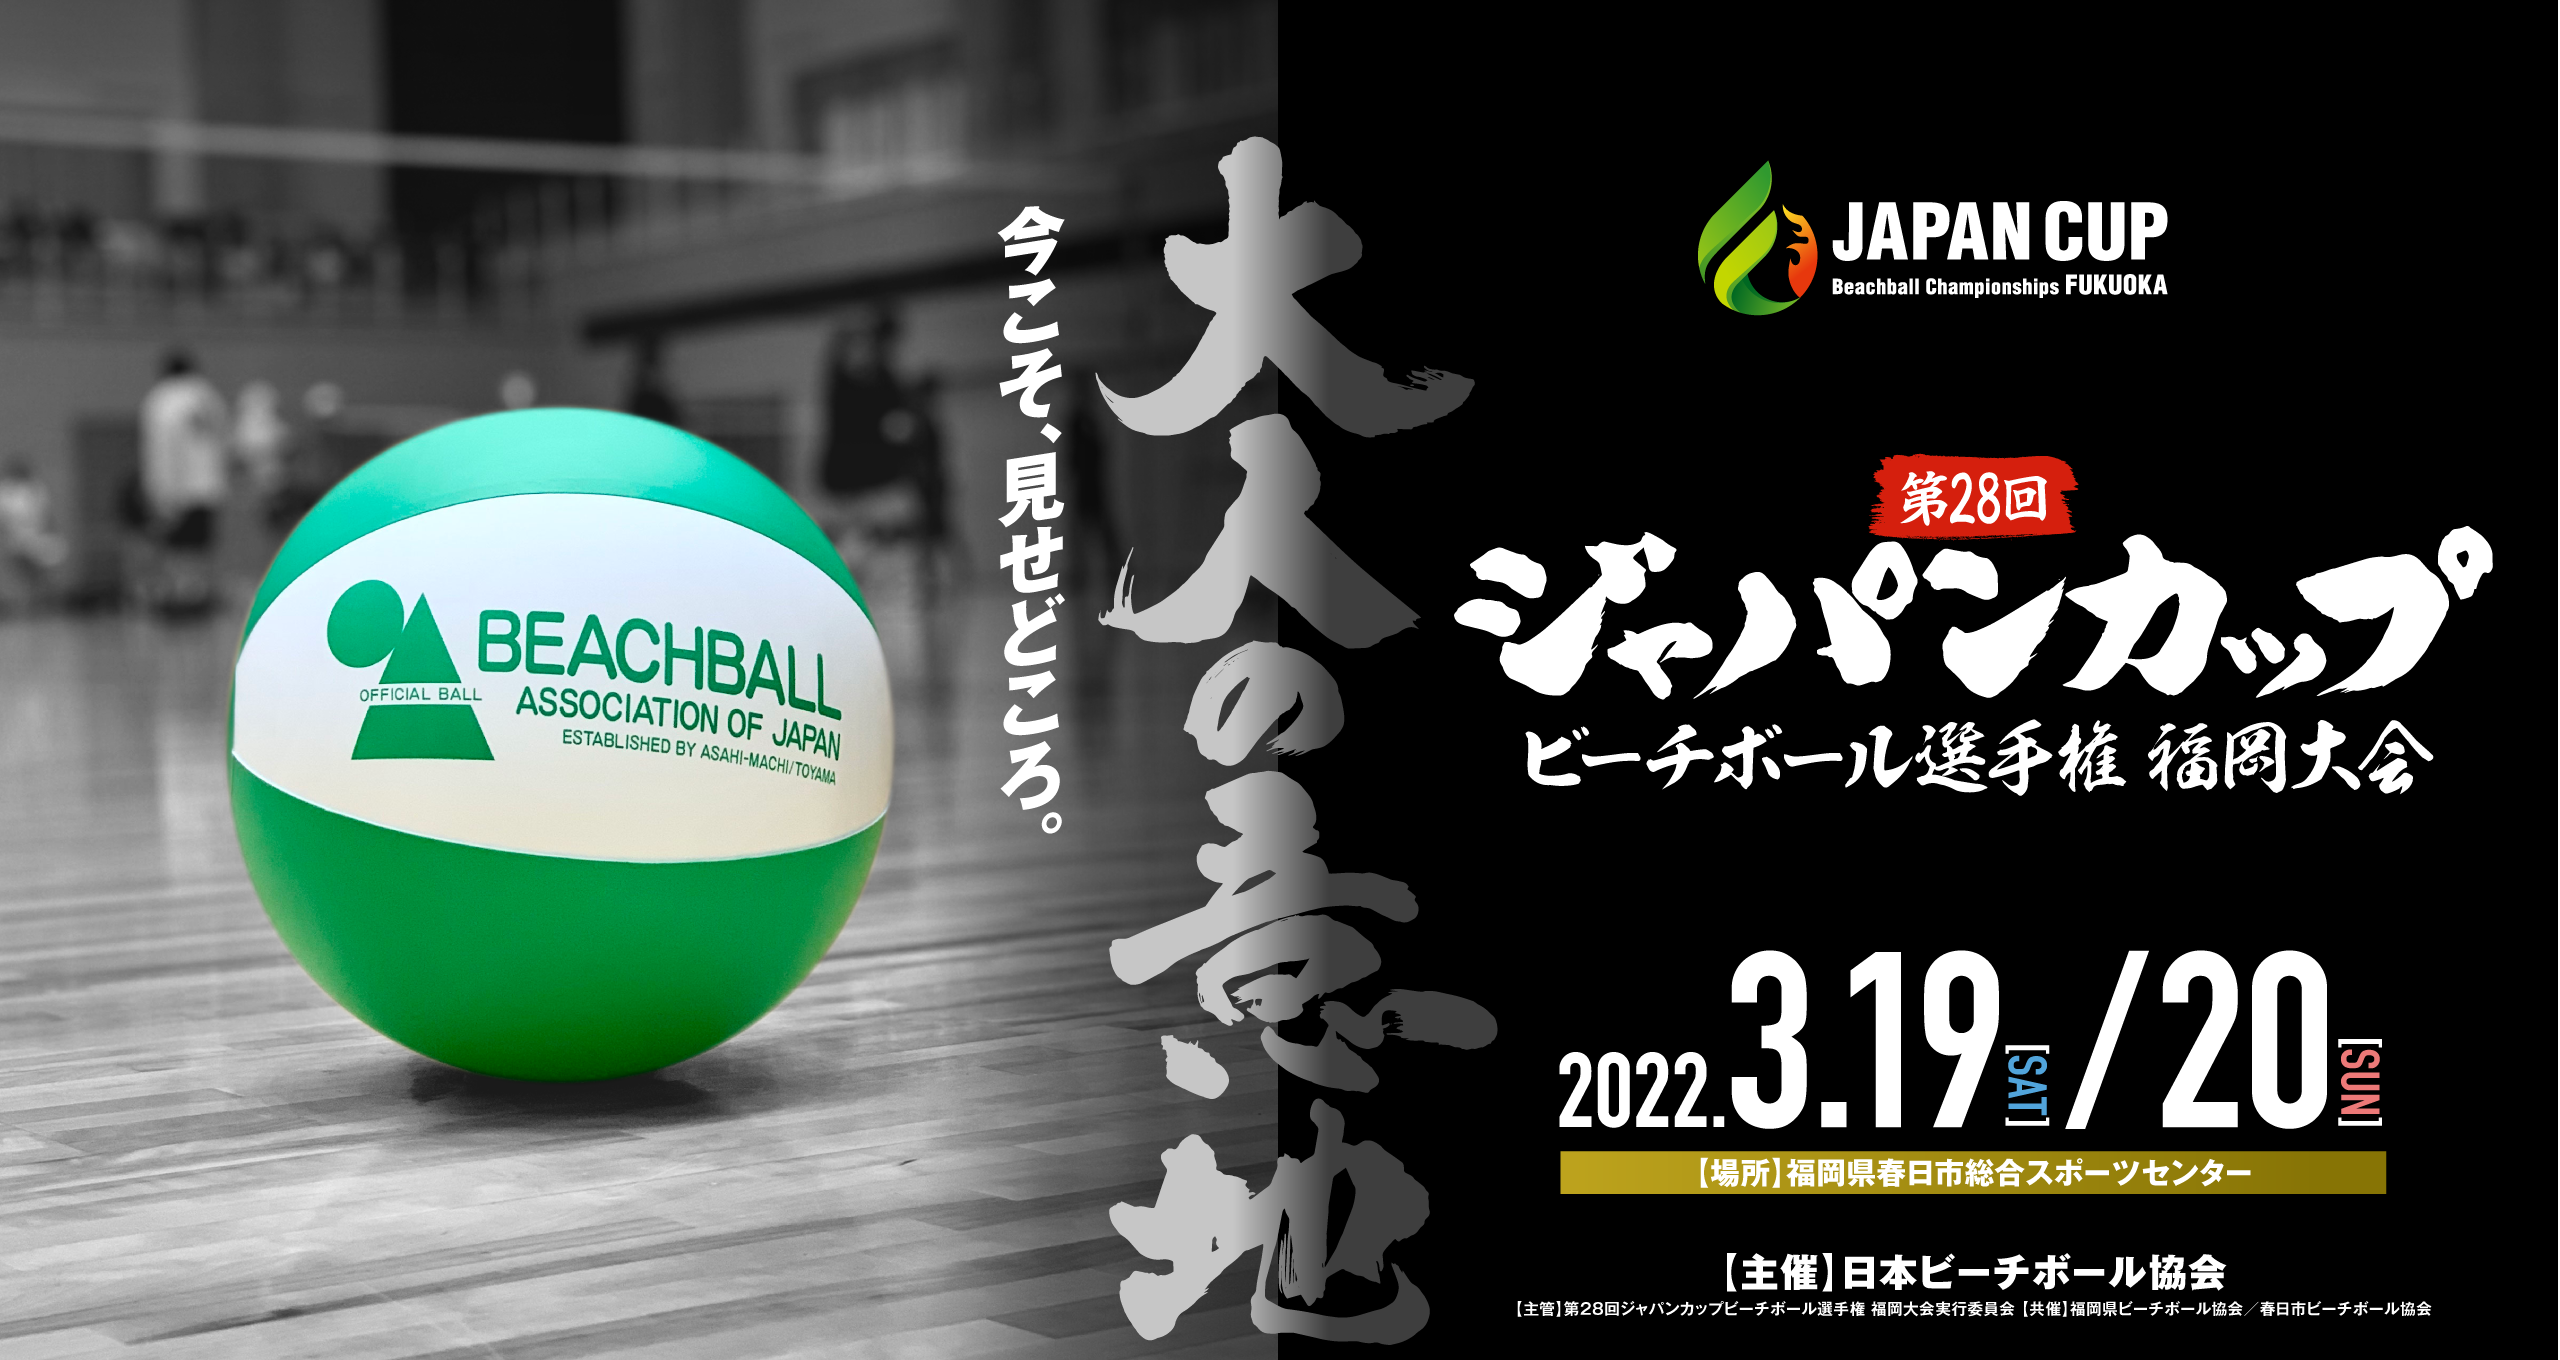 BEACHBALL
ASSOCIATION OF JAPAN
ESTABLISHED BY ASAHI-MACHI/TOYAMA
OFFICIAL BALL
今こそ、見せどころ。
大人の意地
JAPAN CUP
Beachball Championships FUKUOKA
第28回
ジャパンカップ
ビーチボール選手権 福岡大会
2022.3.19[SAT]/20[SUN]
【場所】福岡県春日市総合スポーツセンター
【主催】日本ビーチボール協会
【主管】第28回ジャパンカップビーチボール選手権 福岡大会実行委員会 【共催】福岡県ビーチボール協会／春日市ビーチボール協会